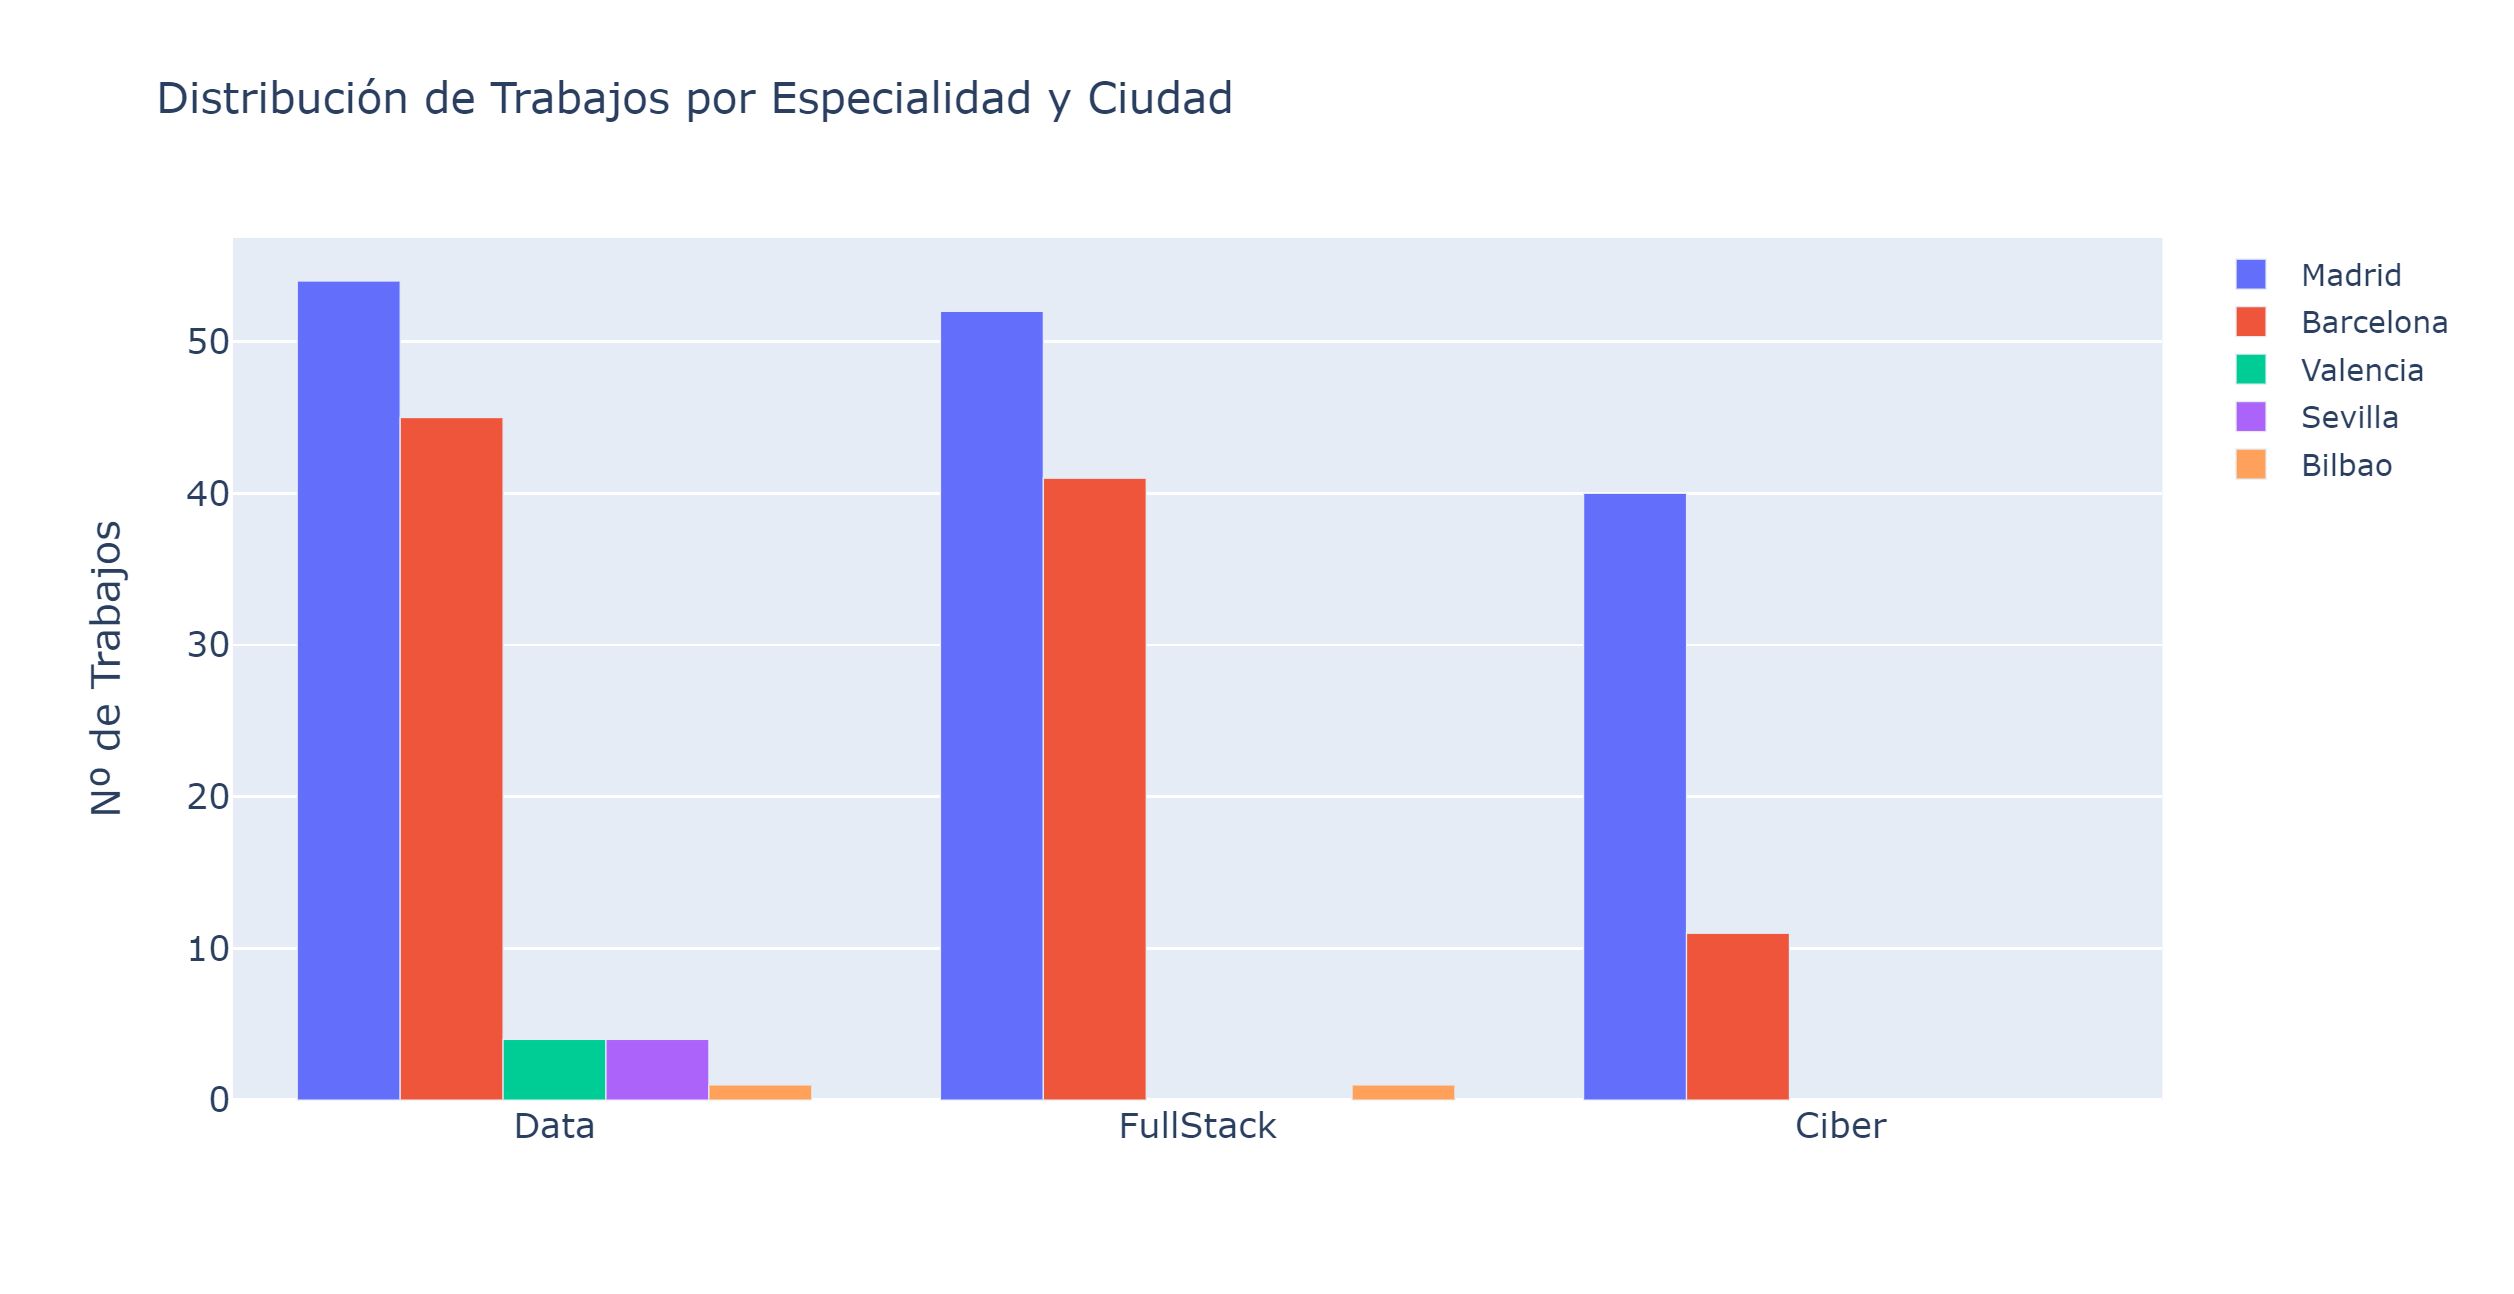 Distribución de Trabajos por Especialidad y Ciudad
Nº de Trabajos
50
40
30
20
10
0
Data
FullStack
Ciber
Madrid
Barcelona
Valencia
Sevilla
Bilbao